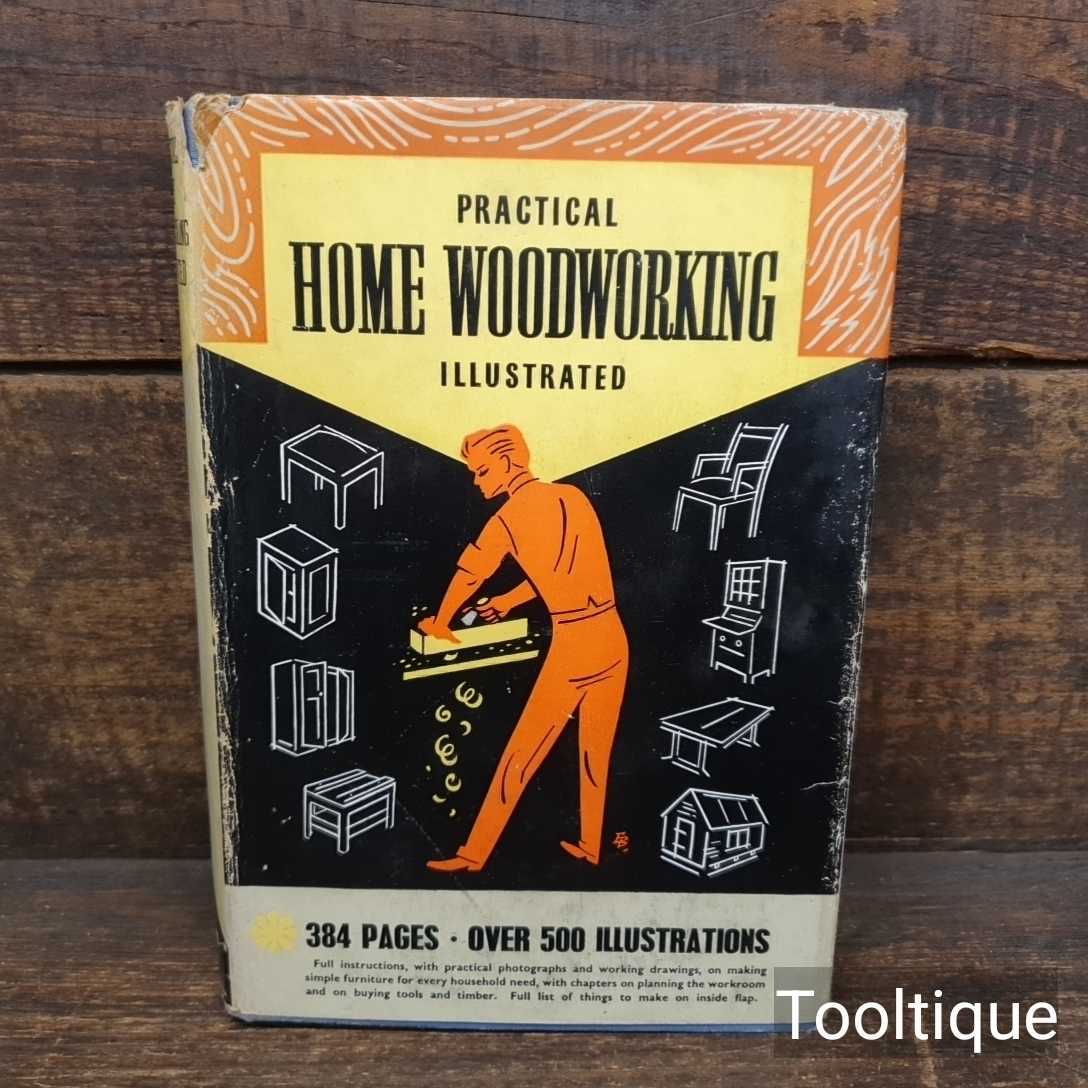 PRACTICAL
HOME WOODWORKING
ILLUSTRATED
EB
384 PAGES · OVER 500 ILLUSTRATIONS
Full instructions, with practical photographs and working drawings, on making
simple furniture for every household need, with chapters on planning the workroom
and on buying tools and timber. Full list of things to make on inside flap.
Tooltique